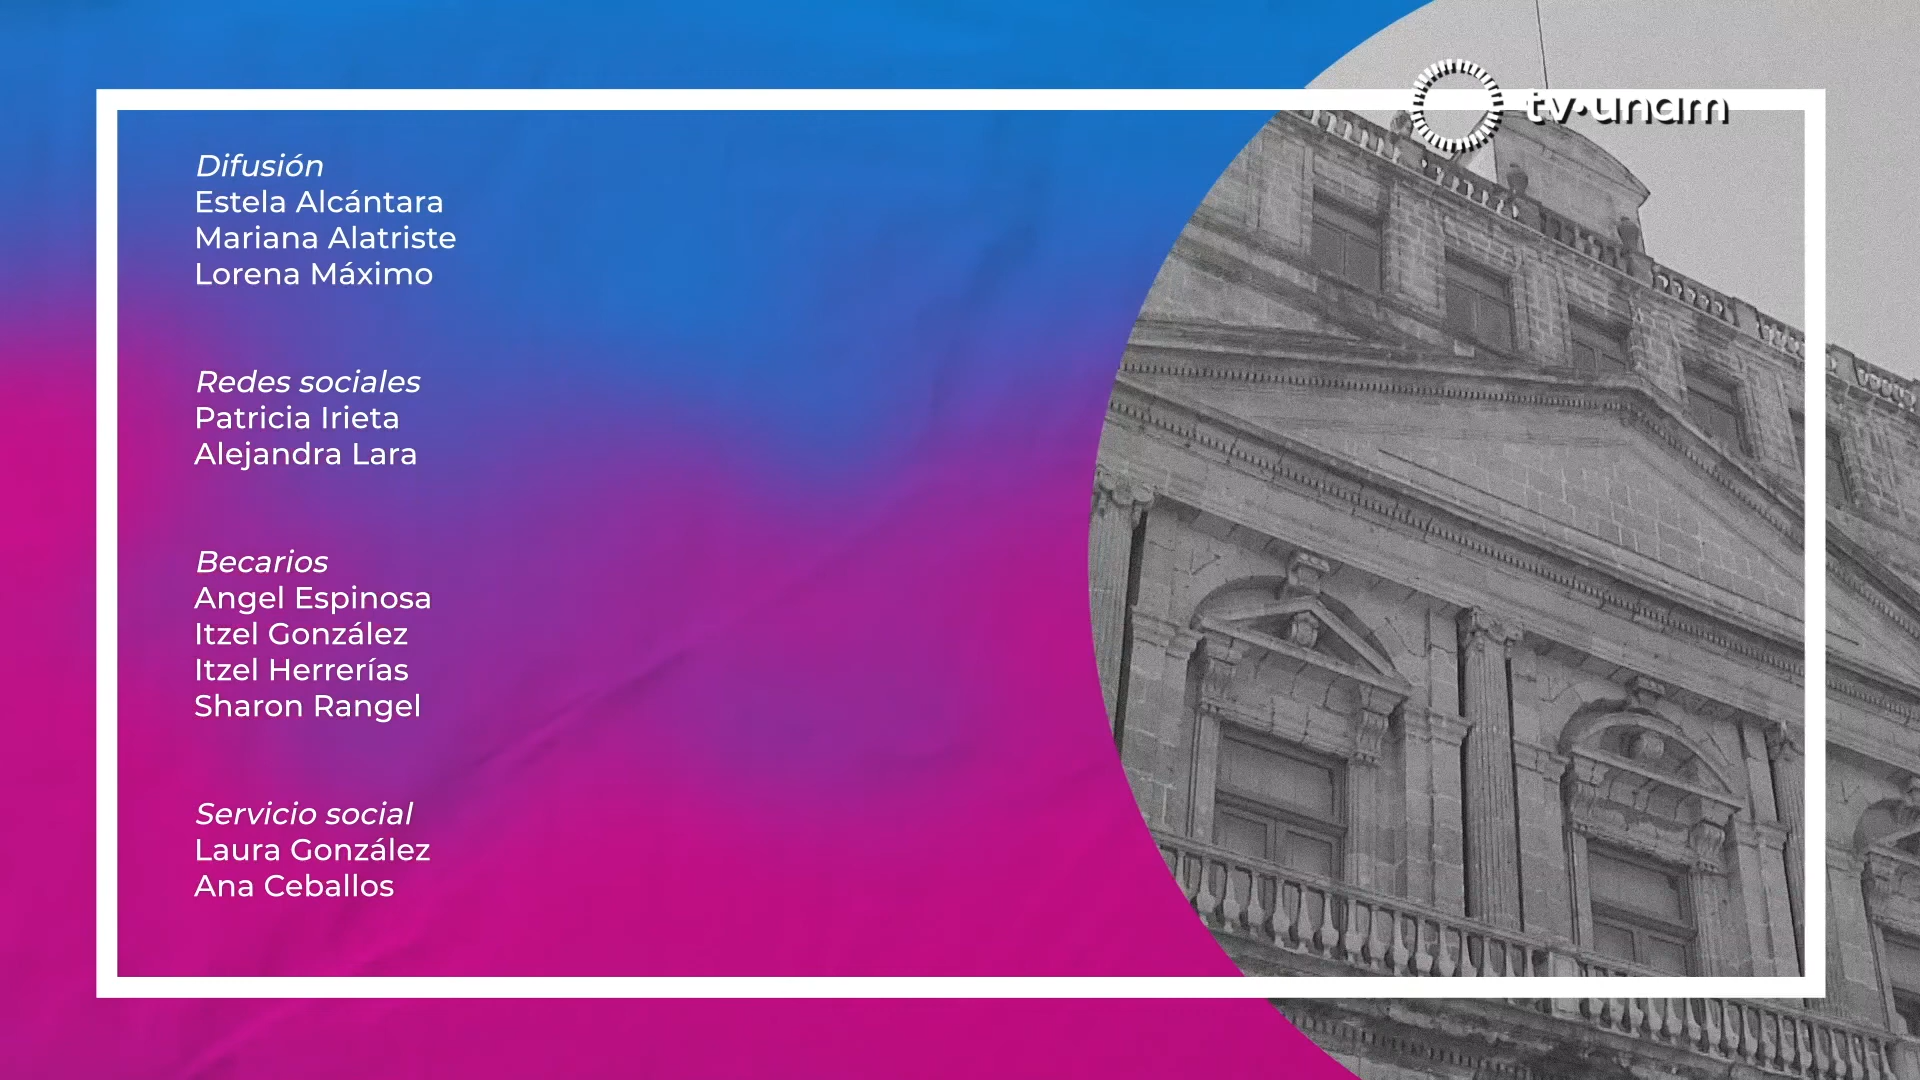 tv·unam
Difusión
Estela Alcántara
Mariana Alatriste
Lorena Máximo
Redes sociales
Patricia Irieta
Alejandra Lara
Becarios
Angel Espinosa
Itzel González
Itzel Herrerías
Sharon Rangel
Servicio social
Laura González
Ana Ceballos